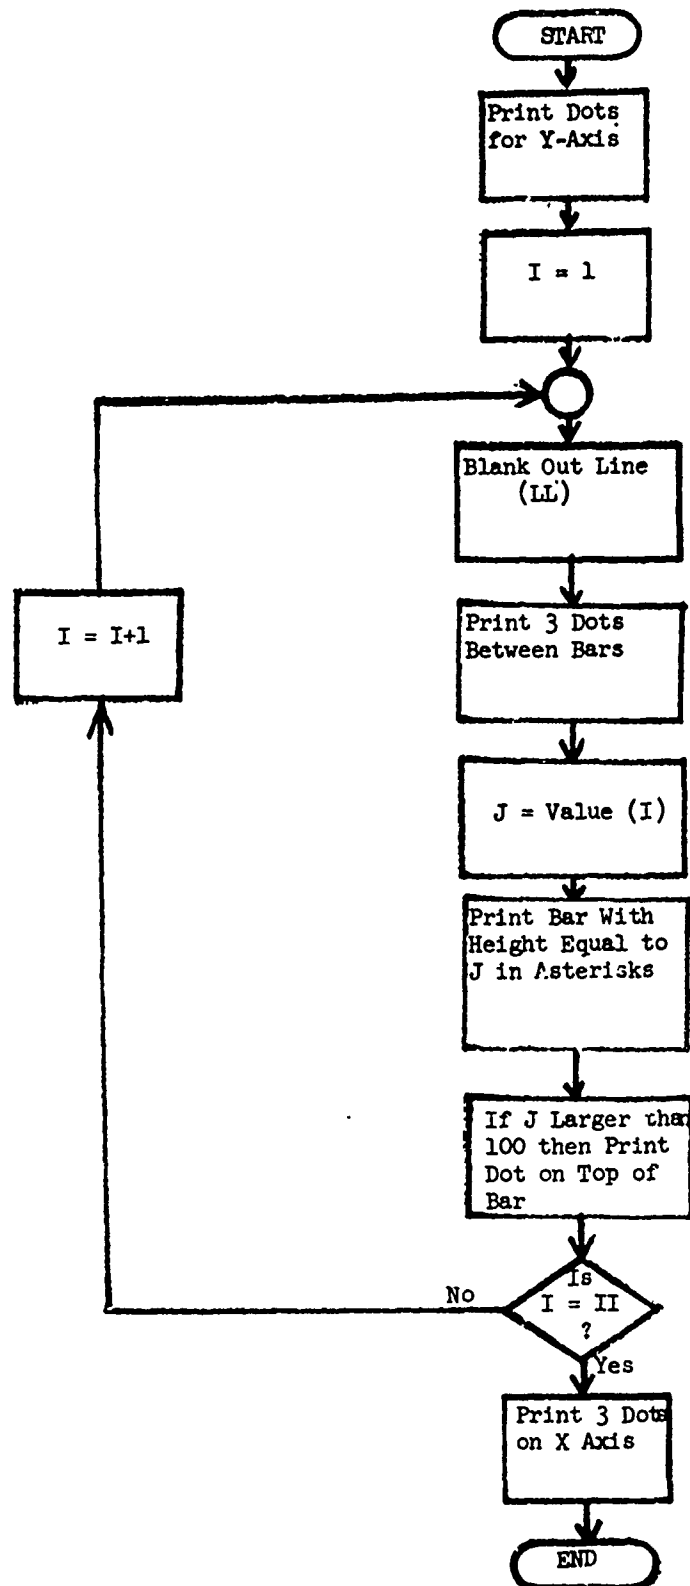 START
Print Dots
for Y-Axis
I = 1
Blank Out Line
(LL)
Print 3 Dots
Between Bars
I = I+1
J = Value (I)
Print Bar With
Height Equal to
J in Asterisks
If J Larger than
100 then Print
Dot on Top of
Bar
Is
I = II
?
No
Yes
Print 3 Dots
on X Axis
END